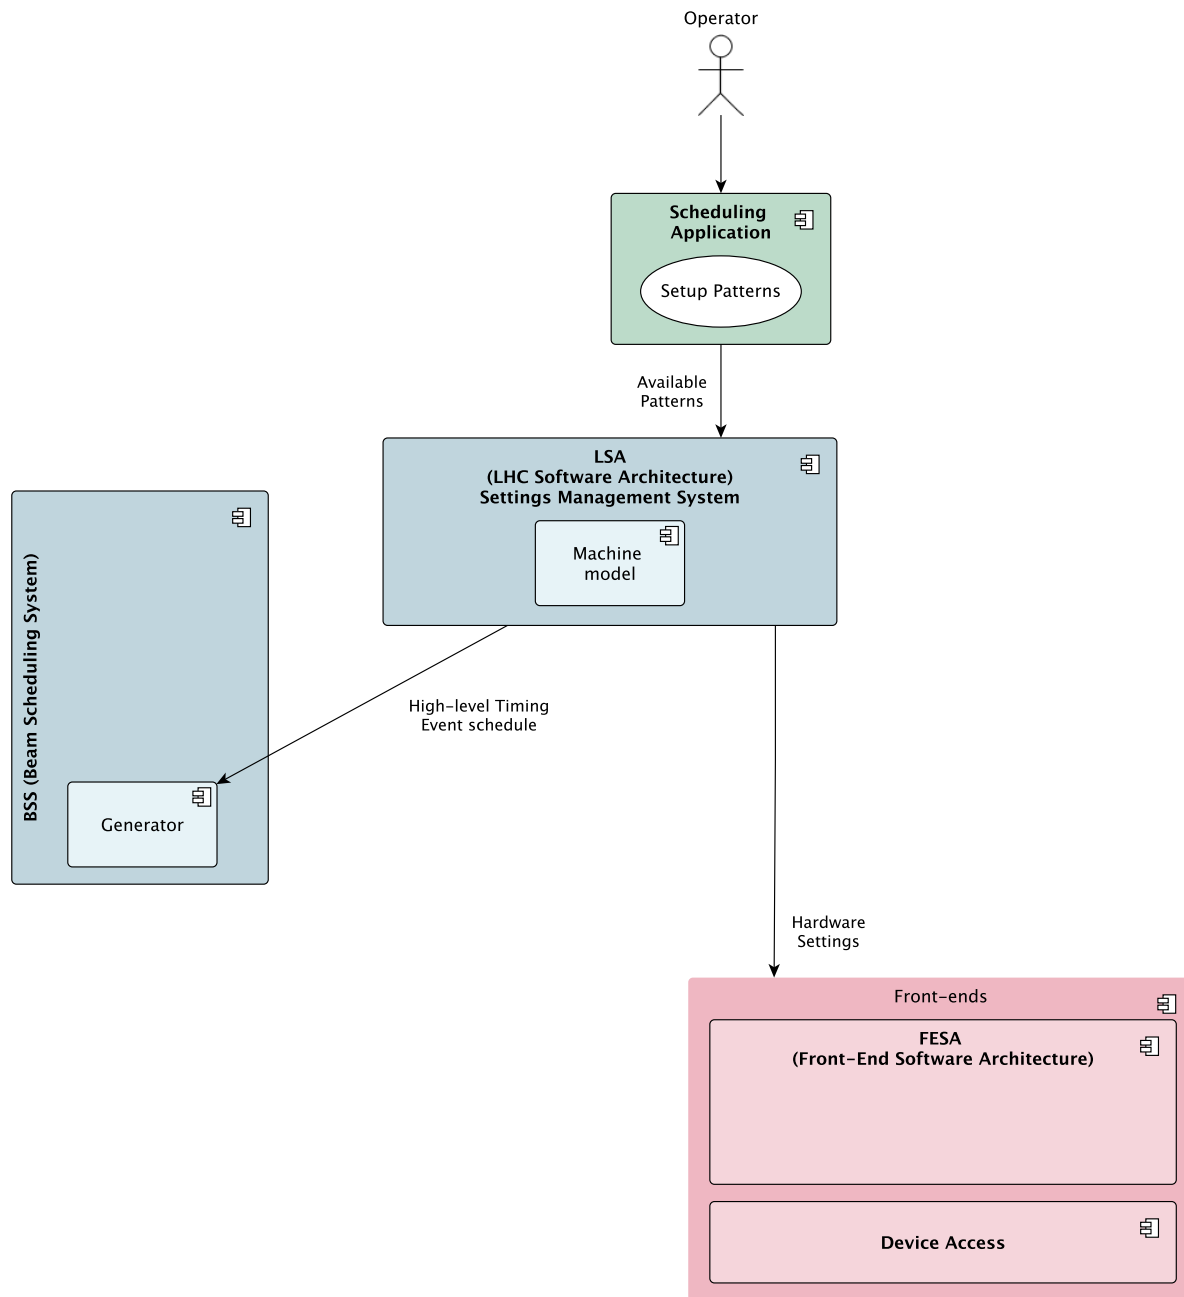 Operator
Scheduling
Application
Setup Patterns
Available
Patterns
LSA
(LHC Software Architecture)
Settings Management System
Machine
model
BSS (Beam Scheduling System)
High-level Timing
Event schedule
Generator
Hardware
Settings
Front-ends
FESA
(Front-End Software Architecture)
Device Access